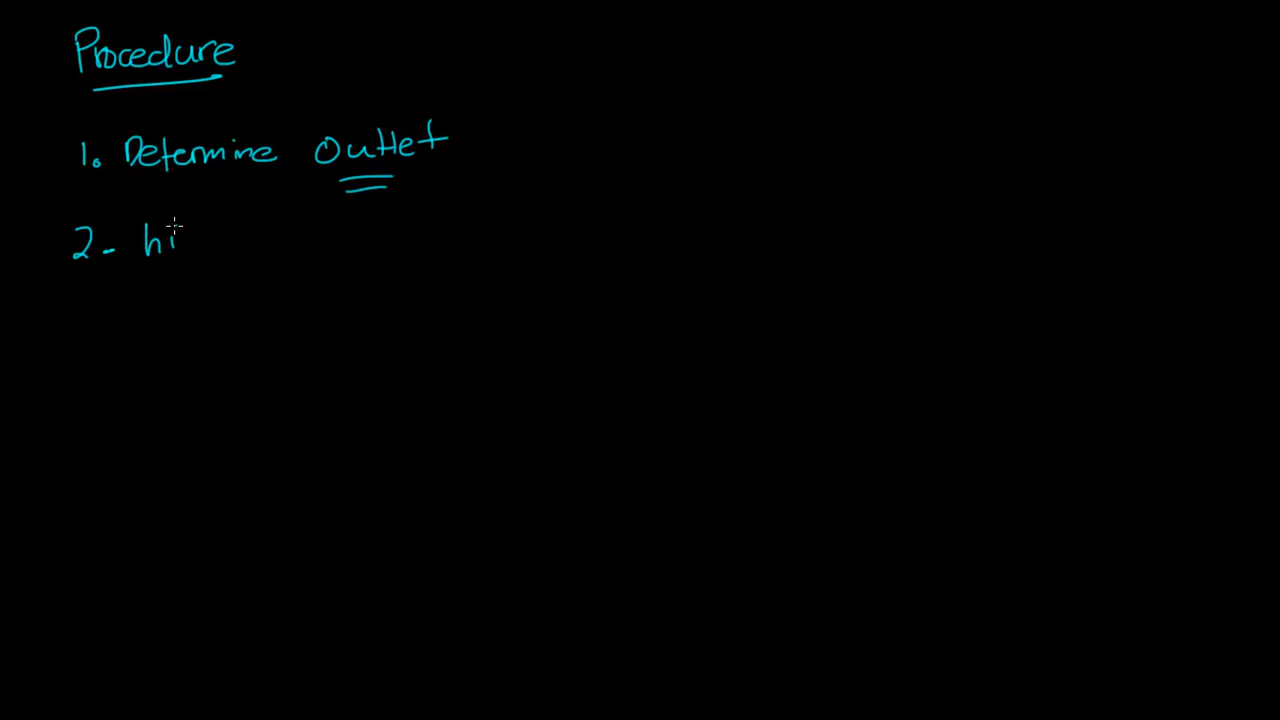 Procedure
1. Determine Outlet
2- hi